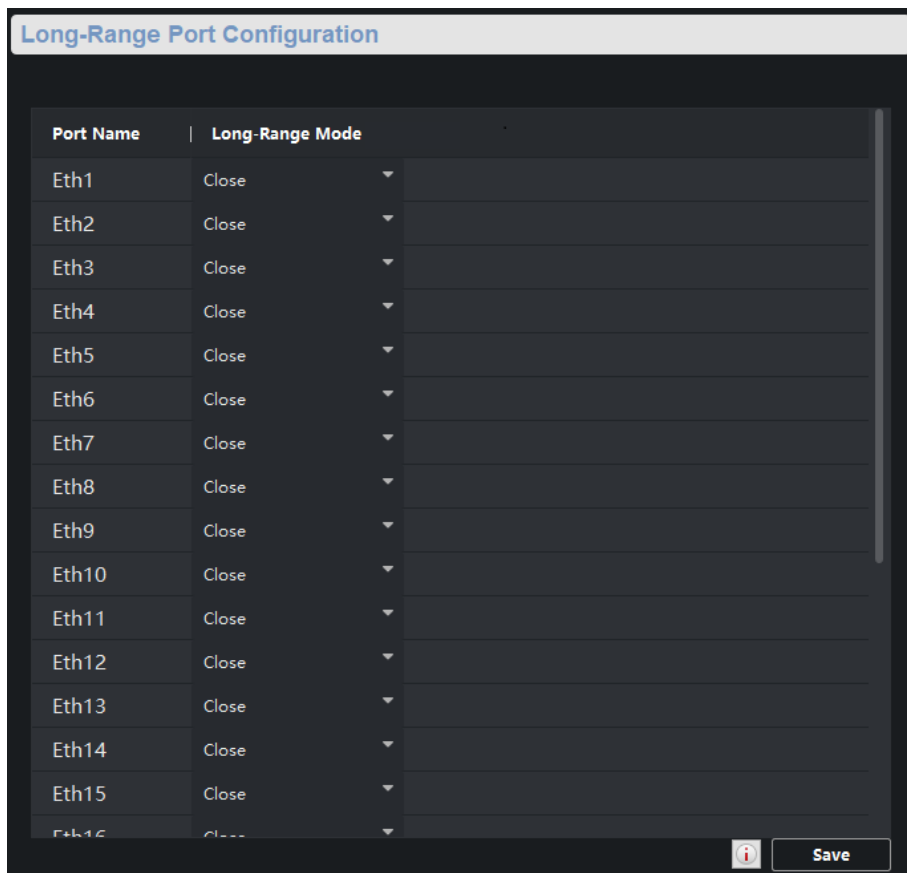 Long-Range Port Configuration
Port Name | Long-Range Mode
Eth1 Close
Eth2 Close
Eth3 Close
Eth4 Close
Eth5 Close
Eth6 Close
Eth7 Close
Eth8 Close
Eth9 Close
Eth10 Close
Eth11 Close
Eth12 Close
Eth13 Close
Eth14 Close
Eth15 Close
Eth16 Close
i Save